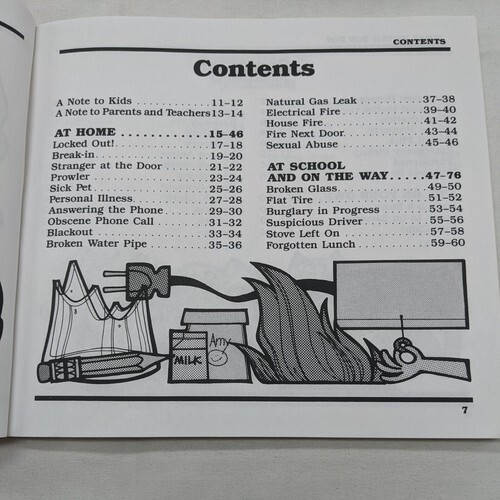 CONTENTS
Contents
A Note to Kids . . . . . . . . . . 11–12
A Note to Parents and Teachers 13–14
AT HOME . . . . . . . . . . . . 15–46
Locked Out! . . . . . . . . . . . . . 17–18
Break-in. . . . . . . . . . . . . . . . 19–20
Stranger at the Door . . . . . 21–22
Prowler . . . . . . . . . . . . . . . 23–24
Sick Pet. . . . . . . . . . . . . . . . 25–26
Personal Illness. . . . . . . . . . 27–28
Answering the Phone . . . . . 29–30
Obscene Phone Call . . . . . . 31–32
Blackout . . . . . . . . . . . . . . 33–34
Broken Water Pipe . . . . . . . 35–36
Natural Gas Leak . . . . . . . . 37–38
Electrical Fire . . . . . . . . . . . 39–40
House Fire. . . . . . . . . . . . . 41–42
Fire Next Door. . . . . . . . . . 43–44
Sexual Abuse . . . . . . . . . . . 45–46
AT SCHOOL
AND ON THE WAY. . . . . 47–76
Broken Glass. . . . . . . . . . . . 49–50
Flat Tire . . . . . . . . . . . . . . 51–52
Burglary in Progress . . . . . 53–54
Suspicious Driver . . . . . . . . 55–56
Stove Left On . . . . . . . . . . . 57–58
Forgotten Lunch . . . . . . . . 59–60
Amy
MILK
7